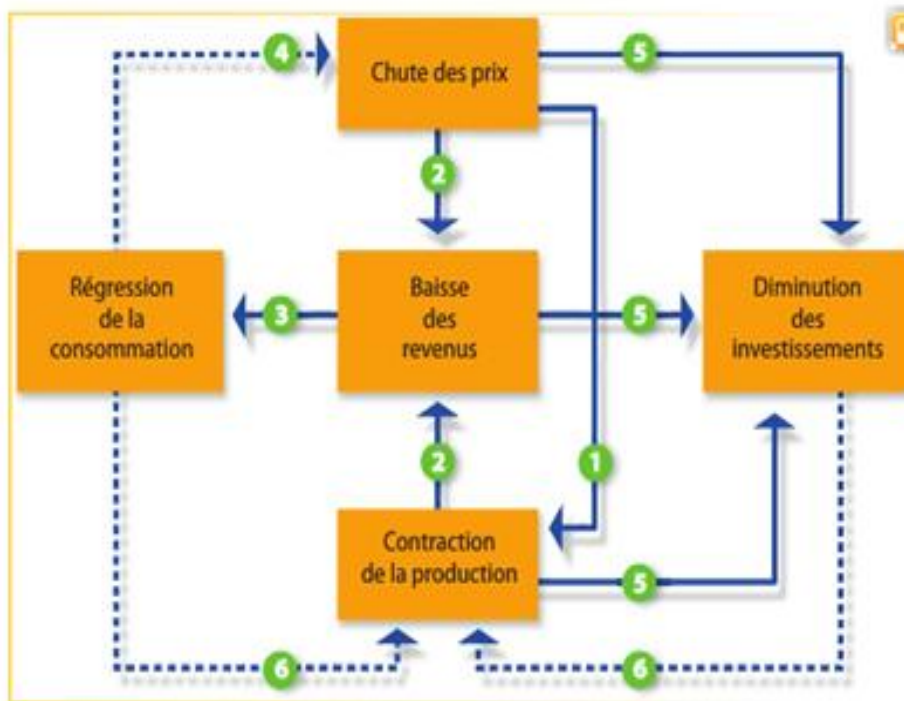 4
5
Chute des prix
2
1
Régression
de la
consommation
3
Baisse
des
revenus
5
Diminution
des
investissements
2
Contraction
de la production
5
6
6